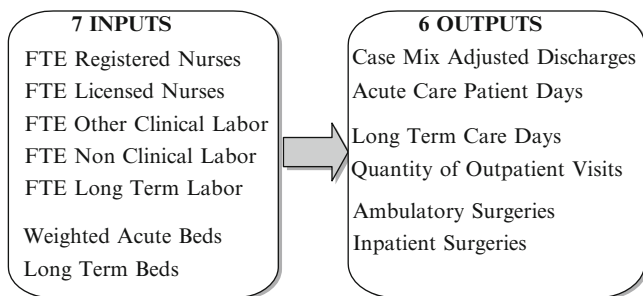 7 INPUTS
FTE Registered Nurses
FTE Licensed Nurses
FTE Other Clinical Labor
FTE Non Clinical Labor
FTE Long Term Labor
Weighted Acute Beds
Long Term Beds
6 OUTPUTS
Case Mix Adjusted Discharges
Acute Care Patient Days
Long Term Care Days
Quantity of Outpatient Visits
Ambulatory Surgeries
Inpatient Surgeries